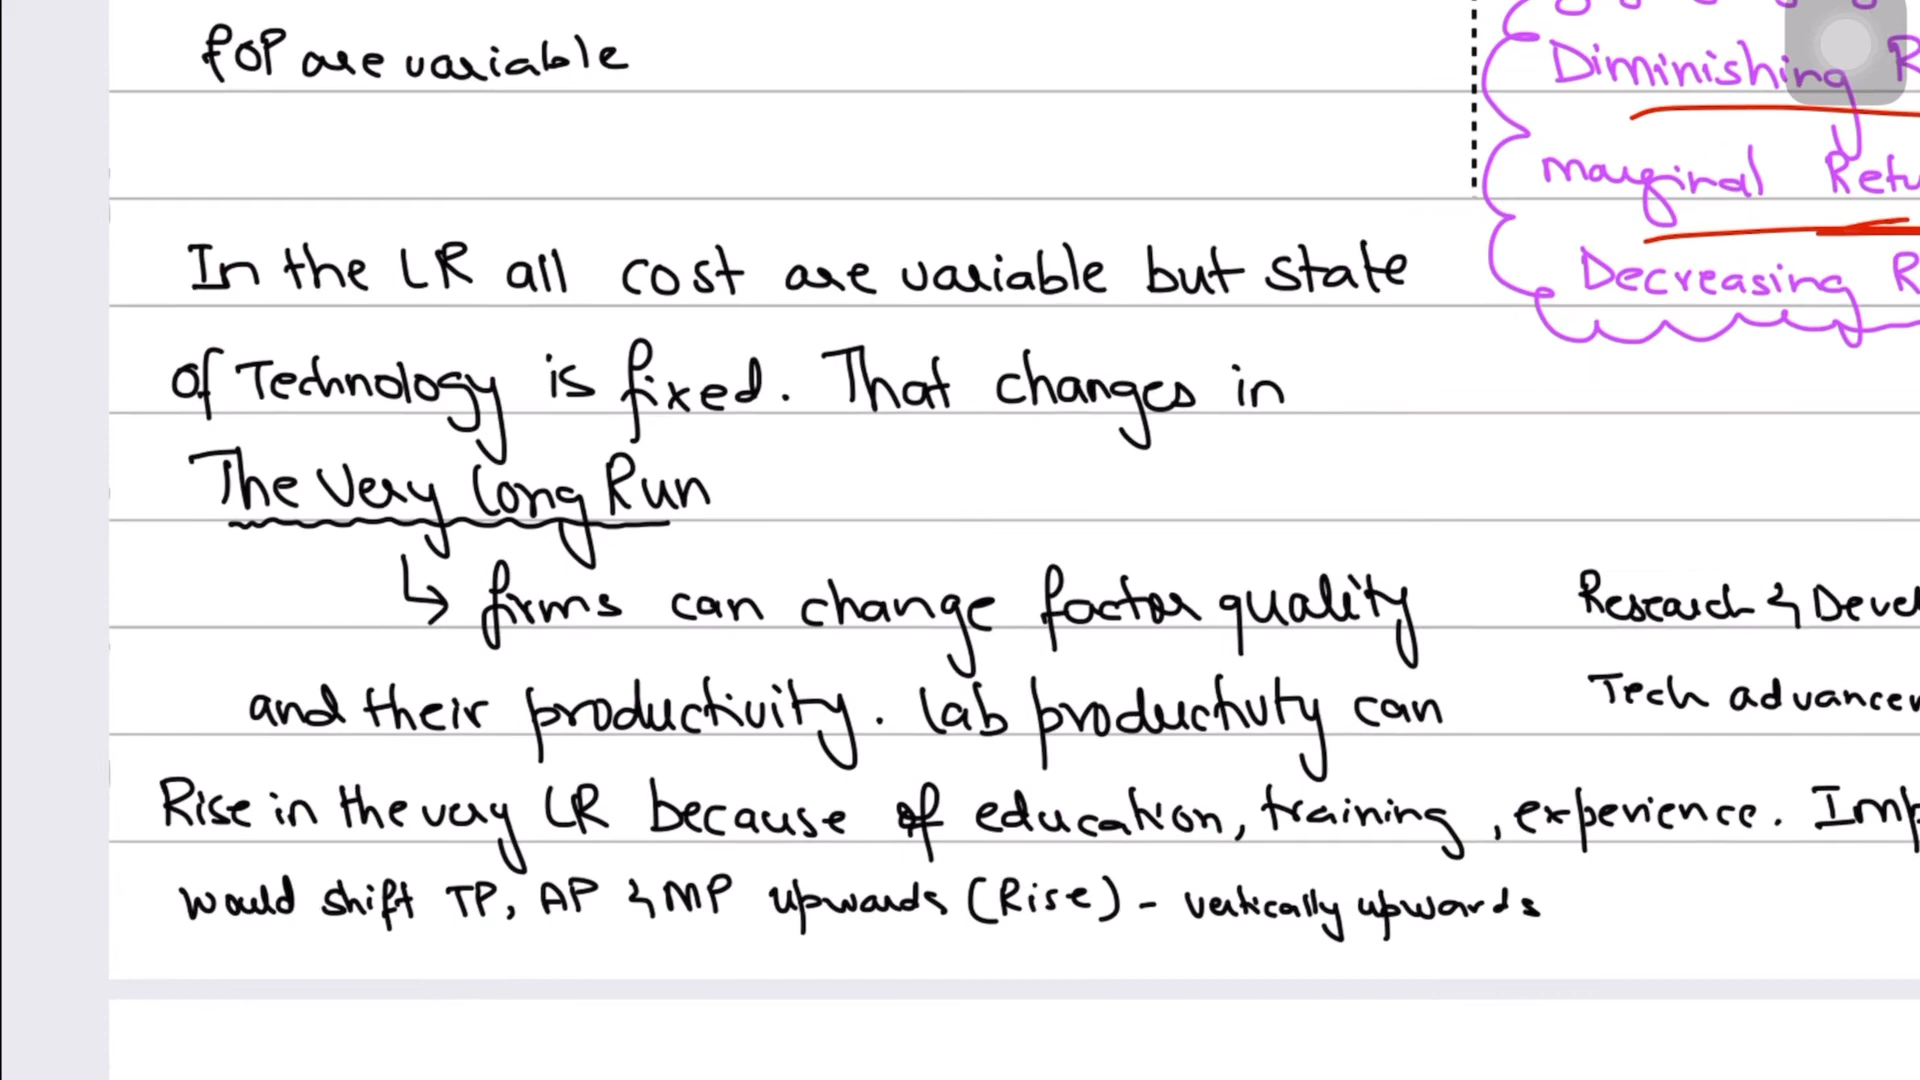 fOP are variable
Diminishing R
marginal Retu
Decreasing R
In the LR all cost are variable but state
of Technology is fixed. That changes in
The Very Long Run
↳ firms can change factor quality
and their productivity. lab productivity can
Rise in the very LR because of education, training, experience. Imp
would shift TP, AP & MP upwards (Rise) - vertically upwards
Research & Devel
Tech advancem